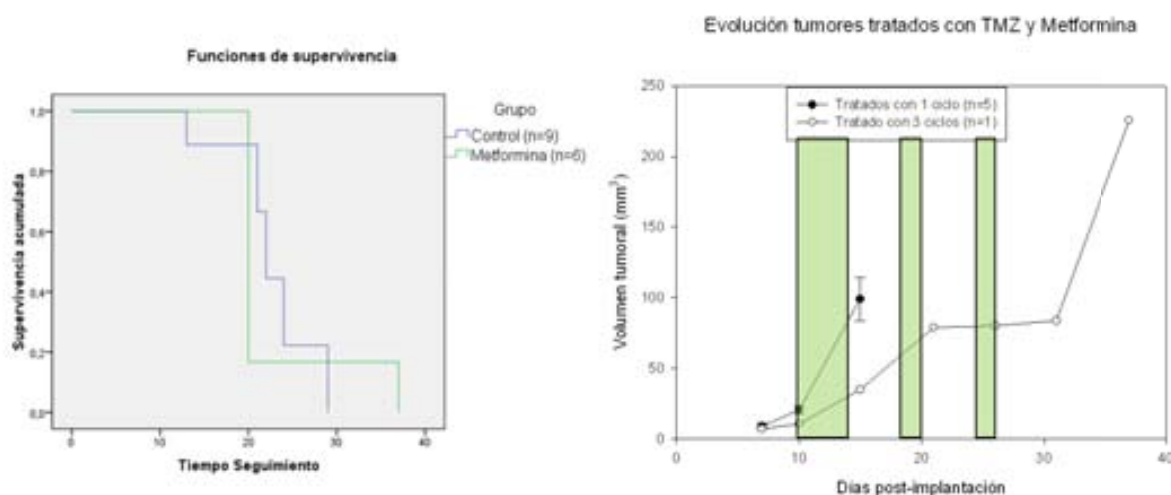 Funciones de supervivencia
Grupo
Control (n=9)
Metformina (n=6)
Supervivencia acumulada
1,0
0,8
0,6
0,4
0,2
0,0
0 10 20 30 40
Tiempo Seguimiento
Evolución tumores tratados con TMZ y Metformina
Tratados con 1 ciclo (n=5)
Tratado con 3 ciclos (n=1)
Volumen tumoral (mm³)
250
200
150
100
50
0
0 10 20 30 40
Días post-implantación